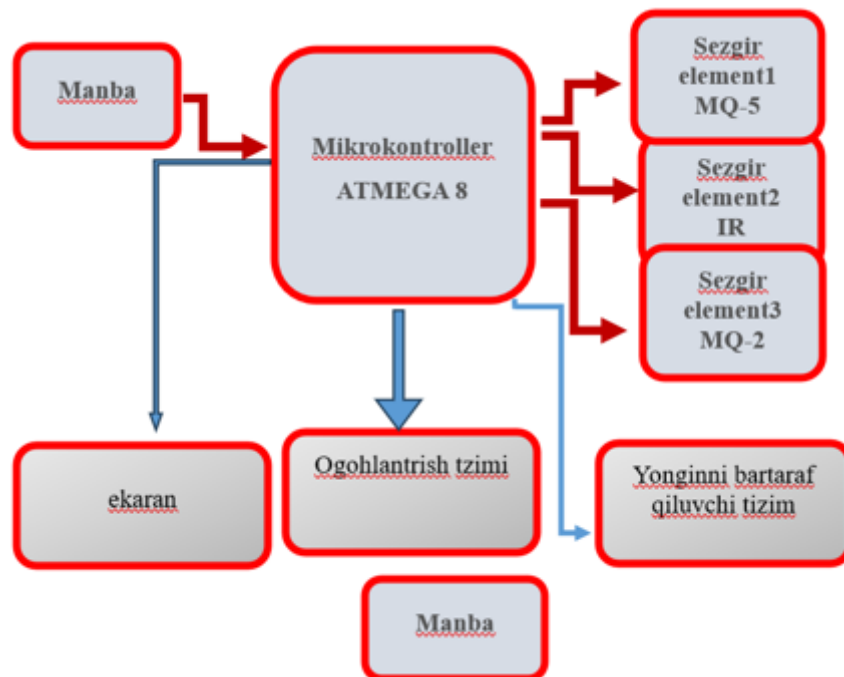 Manba
Mikrokontroller
ATMEGA 8
Sezgir
element1
MQ-5
Sezgir
element2
IR
Sezgir
element3
MQ-2
ekaran
Ogohlantrish tzimi
Yonginni bartaraf
qiluvchi tizim
Manba